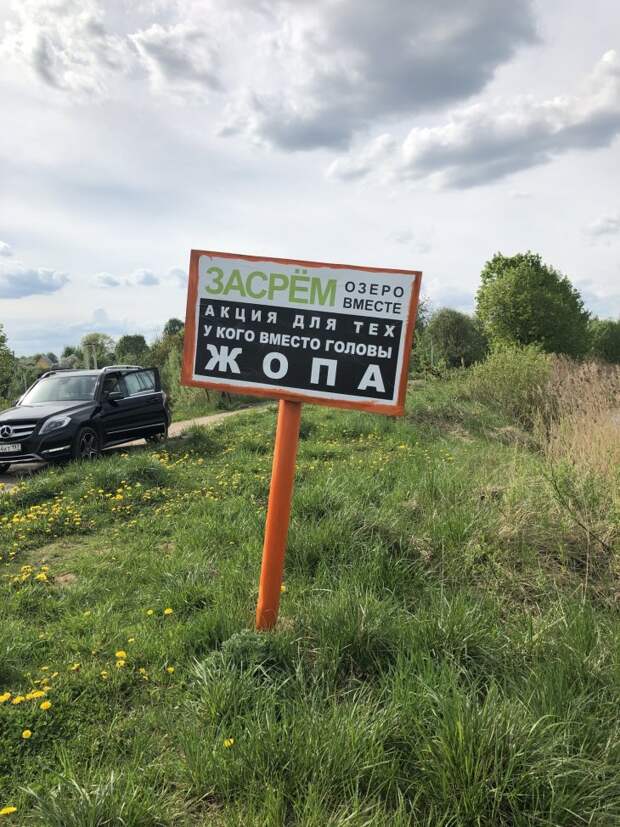 ЗАСРЁМ ОЗЕРО ВМЕСТЕ
АКЦИЯ ДЛЯ ТЕХ
У КОГО ВМЕСТО ГОЛОВЫ
ЖОПА